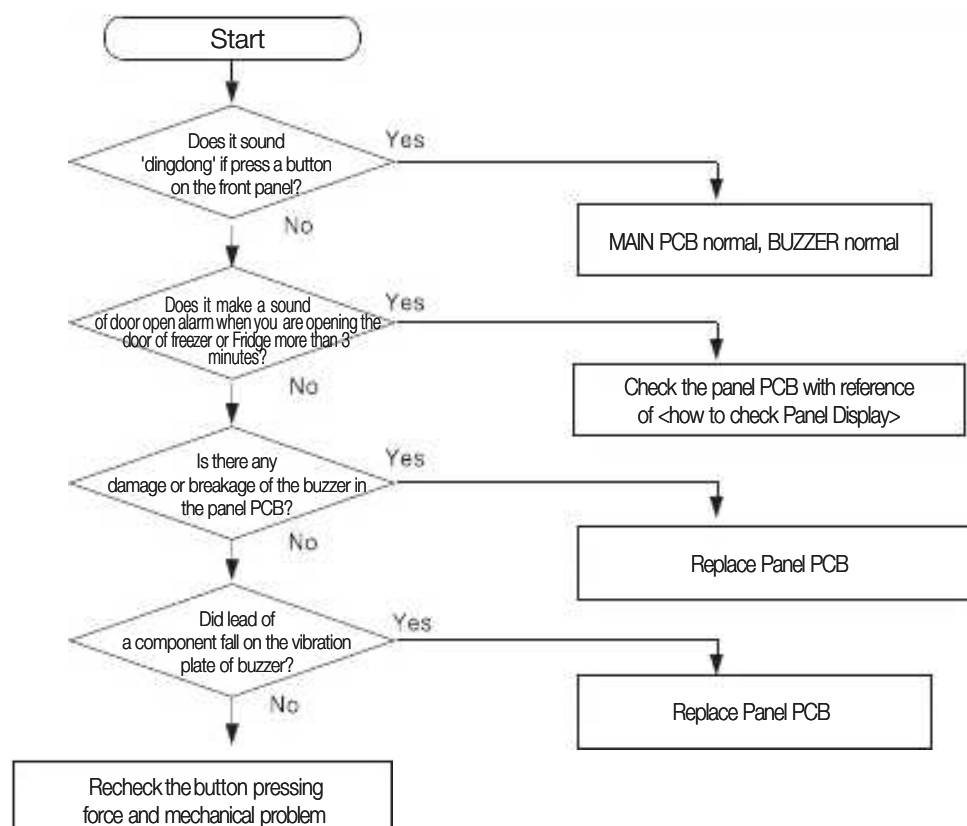 Start
Does it sound
'dingdong' if press a button
on the front panel?
Yes
No
MAIN PCB normal, BUZZER normal
Does it make a sound
of door open alarm when you are opening the
door of freezer or Fridge more than 3
minutes?
Yes
No
Check the panel PCB with reference
of <how to check Panel Display>
Is there any
damage or breakage of the buzzer in
the panel PCB?
Yes
No
Replace Panel PCB
Did lead of
a component fall on the vibration
plate of buzzer?
Yes
No
Replace Panel PCB
Recheck the button pressing
force and mechanical problem